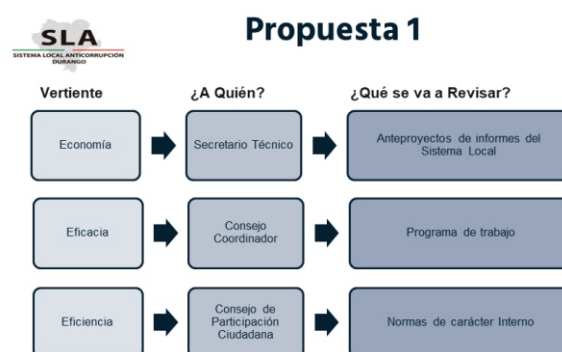 SLA
SISTEMA LOCAL ANTICORRUPCIÓN
DURANGO
Propuesta 1
Vertiente
¿A Quién?
¿Qué se va a Revisar?
Economía
Secretario Técnico
Anteproyectos de informes del
Sistema Local
Eficacia
Consejo
Coordinador
Programa de trabajo
Eficiencia
Consejo de
Participación
Ciudadana
Normas de carácter Interno